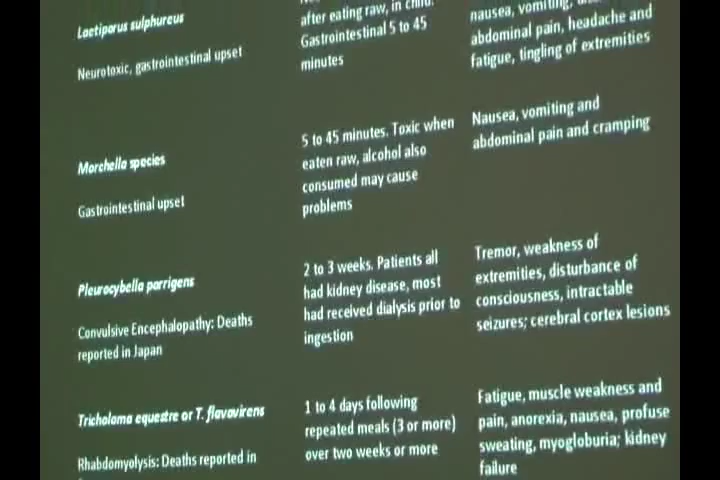 Laetiporus sulphureus
Neurotoxic, gastrointestinal upset
after eating raw, in child.
Gastrointestinal 5 to 45
minutes
nausea, vomiting,
abdominal pain, headache and
fatigue, tingling of extremities
Morchella species
Gastrointestinal upset
5 to 45 minutes. Toxic when
eaten raw, alcohol also
consumed may cause
problems
Nausea, vomiting and
abdominal pain and cramping
Pleurocybella porrigens
Convulsive Encephalopathy: Deaths
reported in Japan
2 to 3 weeks. Patients all
had kidney disease, most
had received dialysis prior to
ingestion
Tremor, weakness of
extremities, disturbance of
consciousness, intractable
seizures; cerebral cortex lesions
Tricholoma equestre or T. flavovirens
Rhabdomyolysis: Deaths reported in
1 to 4 days following
repeated meals (3 or more)
over two weeks or more
Fatigue, muscle weakness and
pain, anorexia, nausea, profuse
sweating, myogloburia; kidney
failure